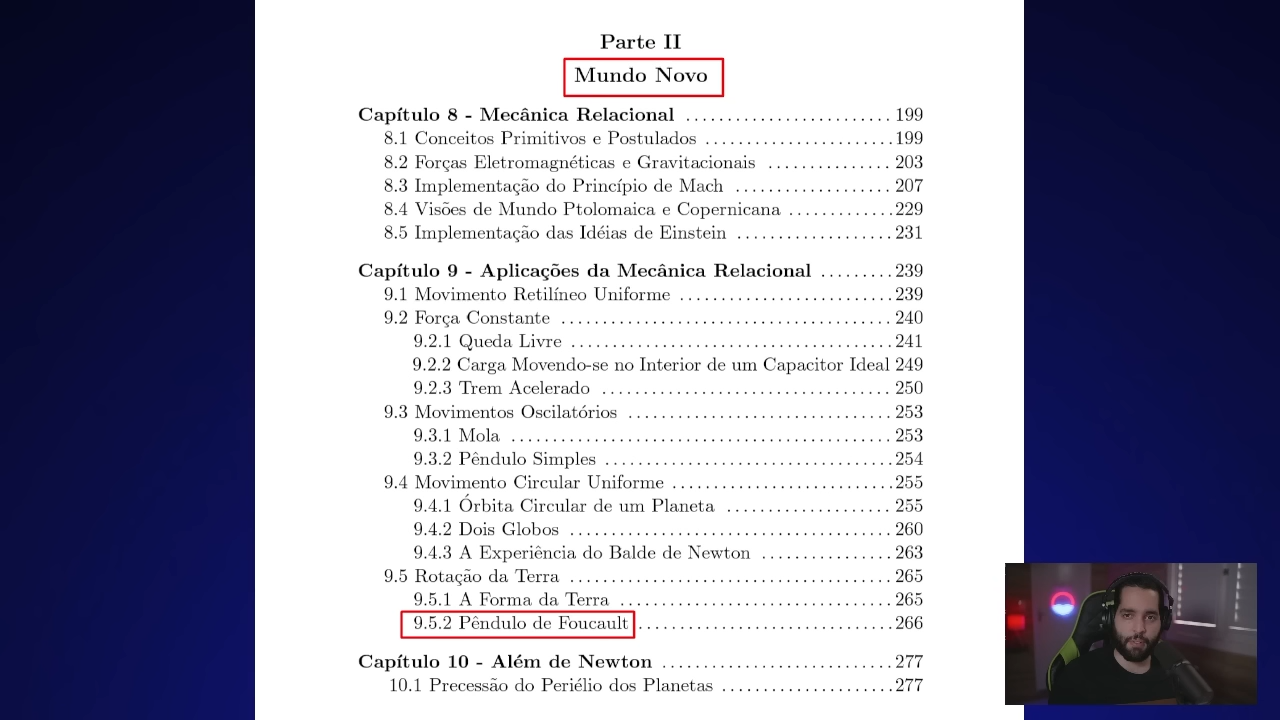 Parte II
Mundo Novo
Capítulo 8 - Mecânica Relacional ......................... 199
8.1 Conceitos Primitivos e Postulados ....................... 199
8.2 Forças Eletromagnéticas e Gravitacionais ............... 203
8.3 Implementação do Princípio de Mach .................... 207
8.4 Visões de Mundo Ptolomaica e Copernicana ............. 229
8.5 Implementação das Idéias de Einstein .................... 231
Capítulo 9 - Aplicações da Mecânica Relacional ......... 239
9.1 Movimento Retilíneo Uniforme ........................... 239
9.2 Força Constante .......................................... 240
9.2.1 Queda Livre ......................................... 241
9.2.2 Carga Movendo-se no Interior de um Capacitor Ideal 249
9.2.3 Trem Acelerado .................................... 250
9.3 Movimentos Oscilatórios ................................. 253
9.3.1 Mola ................................................. 253
9.3.2 Pêndulo Simples .................................... 254
9.4 Movimento Circular Uniforme ............................ 255
9.4.1 Órbita Circular de um Planeta ...................... 255
9.4.2 Dois Globos ......................................... 260
9.4.3 A Experiência do Balde de Newton ................. 263
9.5 Rotação da Terra ......................................... 265
9.5.1 A Forma da Terra .................................. 265
9.5.2 Pêndulo de Foucault ................................ 266
Capítulo 10 - Além de Newton ............................ 277
10.1 Precessão do Periélio dos Planetas ..................... 277